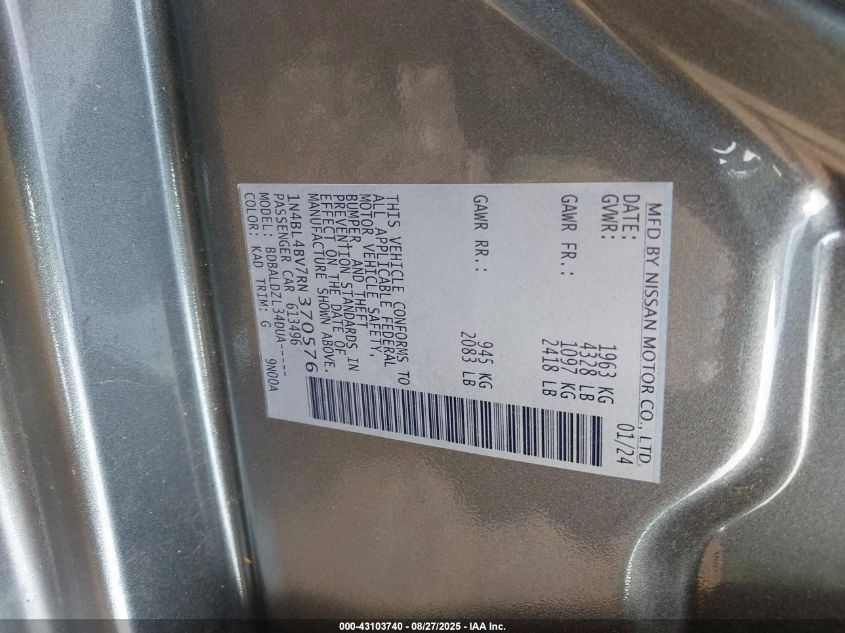 MFD BY NISSAN MOTOR CO., LTD.
DATE: 01/24
GVWR: 1963 KG
4328 LB
GAWR FR.: 1097 KG
2418 LB
GAWR RR.: 945 KG
2083 LB
THIS VEHICLE CONFORMS TO
ALL APPLICABLE FEDERAL
MOTOR VEHICLE SAFETY,
BUMPER, AND THEFT
PREVENTION STANDARDS IN
EFFECT ON THE DATE OF
MANUFACTURE SHOWN ABOVE.
1N4BL4BV7RN370576
PASSENGER CAR 613496
MODEL: BDBALDZL34DUA-----
COLOR: KAD TRIM: G 9N00A
000-43103740 - 08/27/2025 - IAA Inc.